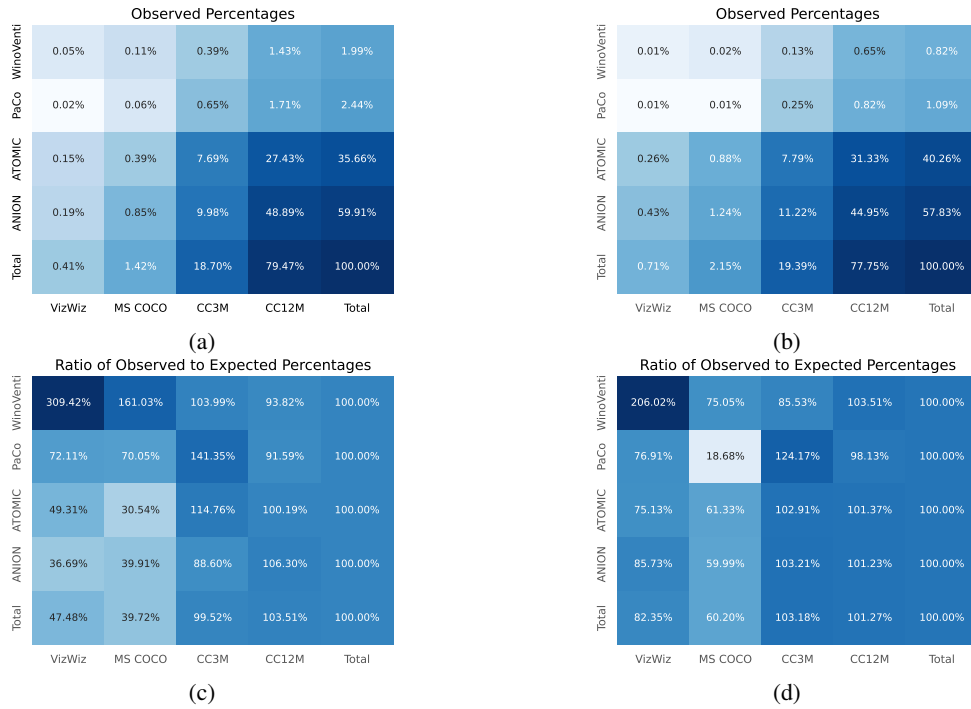 Observed Percentages
WinoVenti 0.05% 0.11% 0.39% 1.43% 1.99%
PaCo 0.02% 0.06% 0.65% 1.71% 2.44%
ATOMIC 0.15% 0.39% 7.69% 27.43% 35.66%
ANION 0.19% 0.85% 9.98% 48.89% 59.91%
Total 0.41% 1.42% 18.70% 79.47% 100.00%
VizWiz MS COCO CC3M CC12M Total
(a)
Observed Percentages
WinoVenti 0.01% 0.02% 0.13% 0.65% 0.82%
PaCo 0.01% 0.01% 0.25% 0.82% 1.09%
ATOMIC 0.26% 0.88% 7.79% 31.33% 40.26%
ANION 0.43% 1.24% 11.22% 44.95% 57.83%
Total 0.71% 2.15% 19.39% 77.75% 100.00%
VizWiz MS COCO CC3M CC12M Total
(b)
Ratio of Observed to Expected Percentages
WinoVenti 309.42% 161.03% 103.99% 93.82% 100.00%
PaCo 72.11% 70.05% 141.35% 91.59% 100.00%
ATOMIC 49.31% 30.54% 114.76% 100.19% 100.00%
ANION 36.69% 39.91% 88.60% 106.30% 100.00%
Total 47.48% 39.72% 99.52% 103.51% 100.00%
VizWiz MS COCO CC3M CC12M Total
(c)
Ratio of Observed to Expected Percentages
WinoVenti 206.02% 75.05% 85.53% 103.51% 100.00%
PaCo 76.91% 18.68% 124.17% 98.13% 100.00%
ATOMIC 75.13% 61.33% 102.91% 101.37% 100.00%
ANION 85.73% 59.99% 103.21% 101.23% 100.00%
Total 82.35% 60.20% 103.18% 101.27% 100.00%
VizWiz MS COCO CC3M CC12M Total
(d)